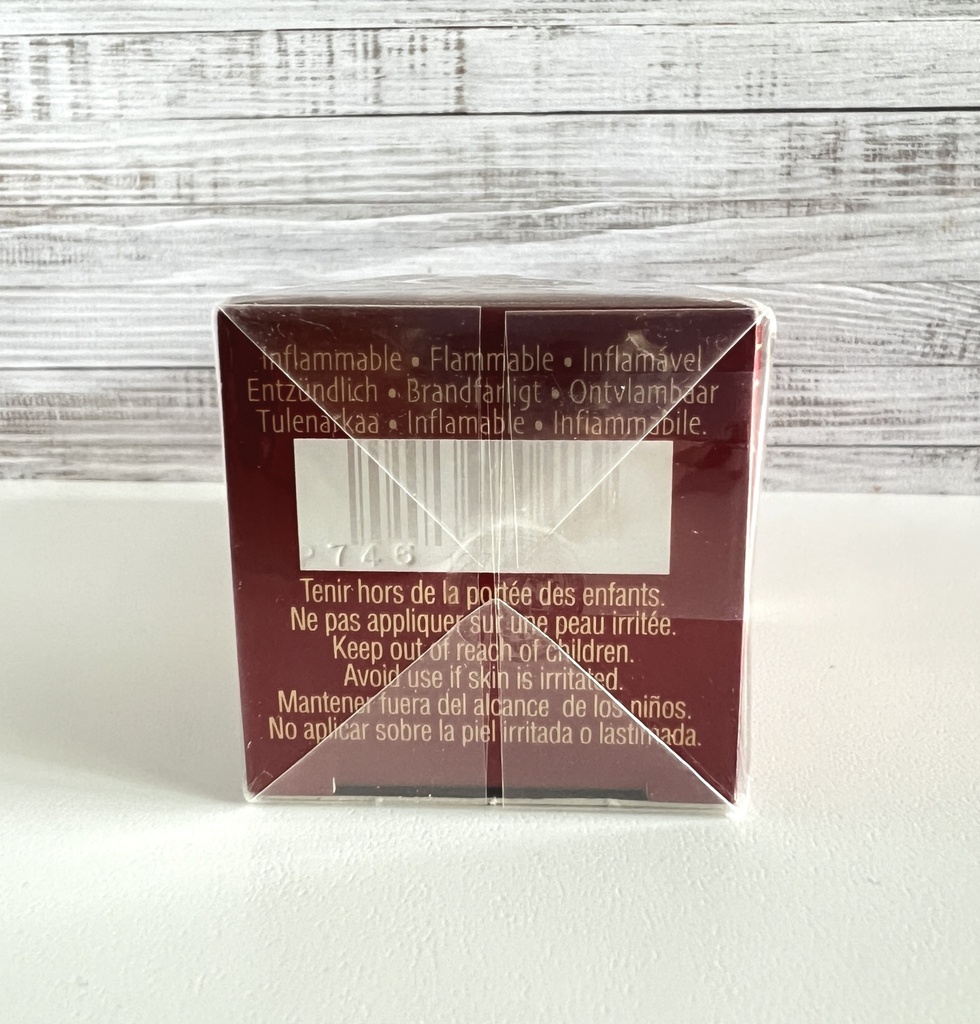 Inflammable • Flammable • Inflamável
Entzündlich • Brandfarligt • Ontvlambaar
Tulenarkaa • Inflamable • Infiammabile.
746
Tenir hors de la portée des enfants.
Ne pas appliquer sur une peau irritée.
Keep out of reach of children.
Avoid use if skin is irritated.
Mantener fuera del alcance de los niños.
No aplicar sobre la piel irritada o lastimada.